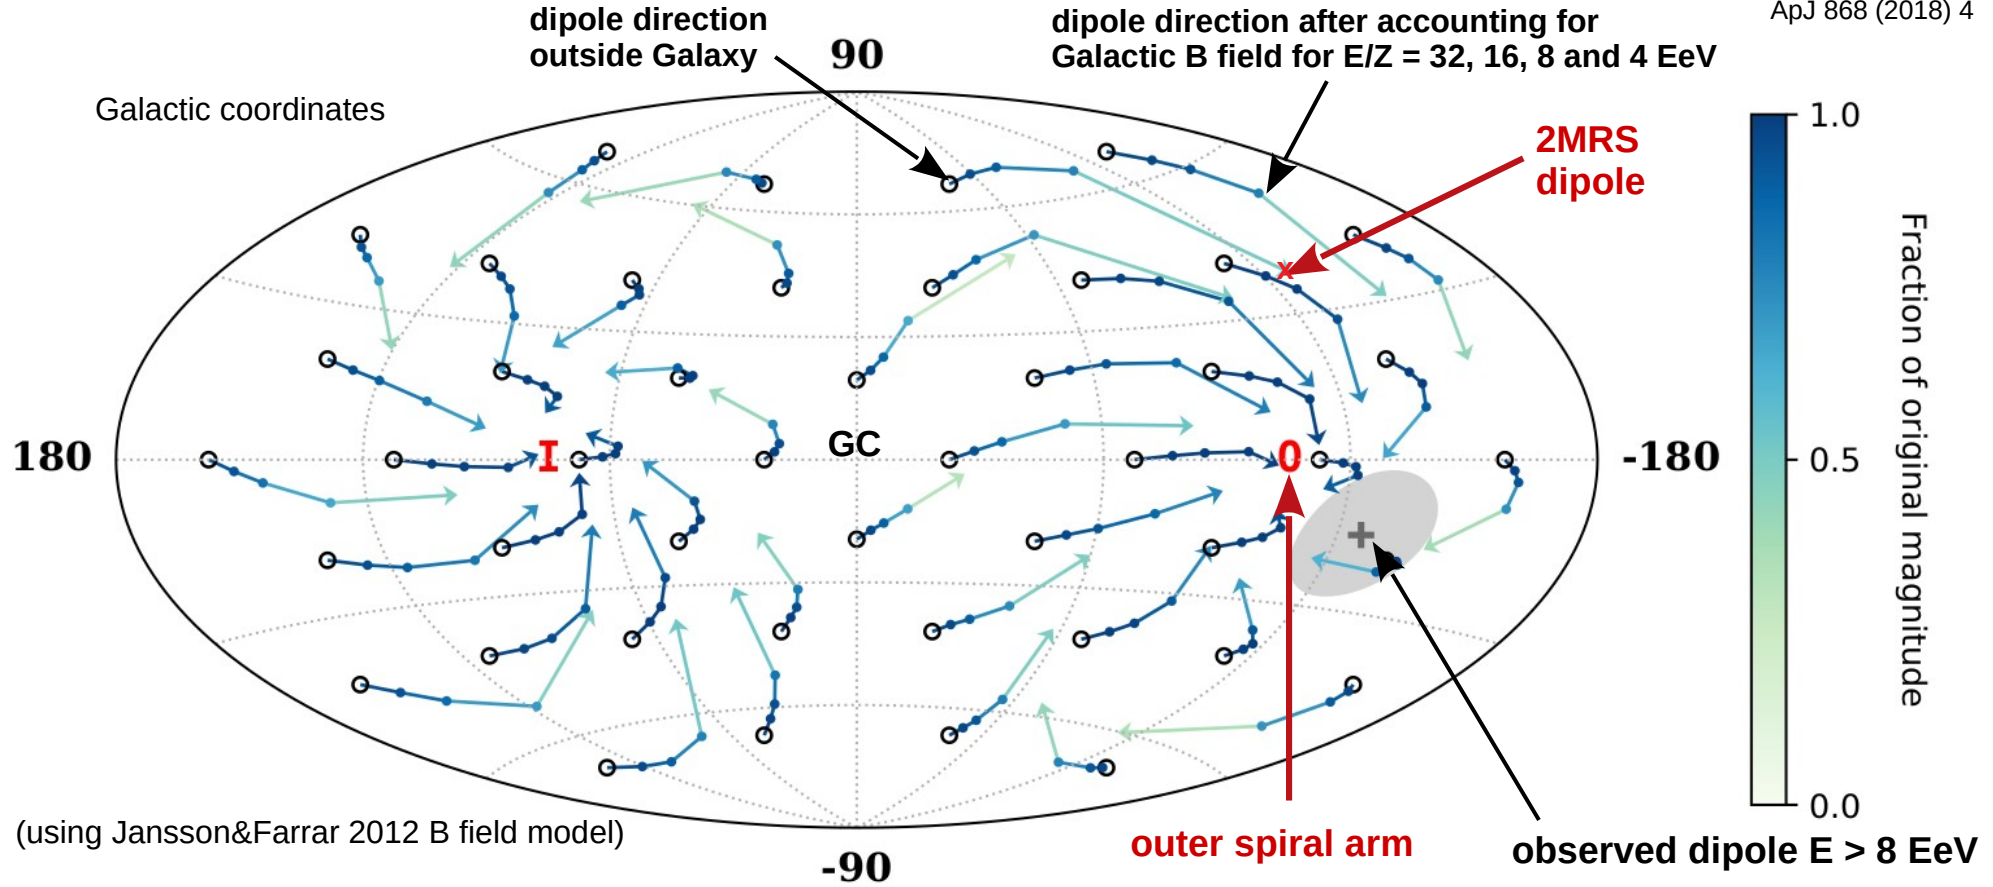 ApJ 868 (2018) 4
dipole direction
outside Galaxy
dipole direction after accounting for
Galactic B field for E/Z = 32, 16, 8 and 4 EeV
90
Galactic coordinates
2MRS
dipole
x
1.0
180
I
GC
O
-180
0.5
+
Fraction of original magnitude
0.0
(using Jansson&Farrar 2012 B field model)
outer spiral arm
observed dipole E > 8 EeV
-90